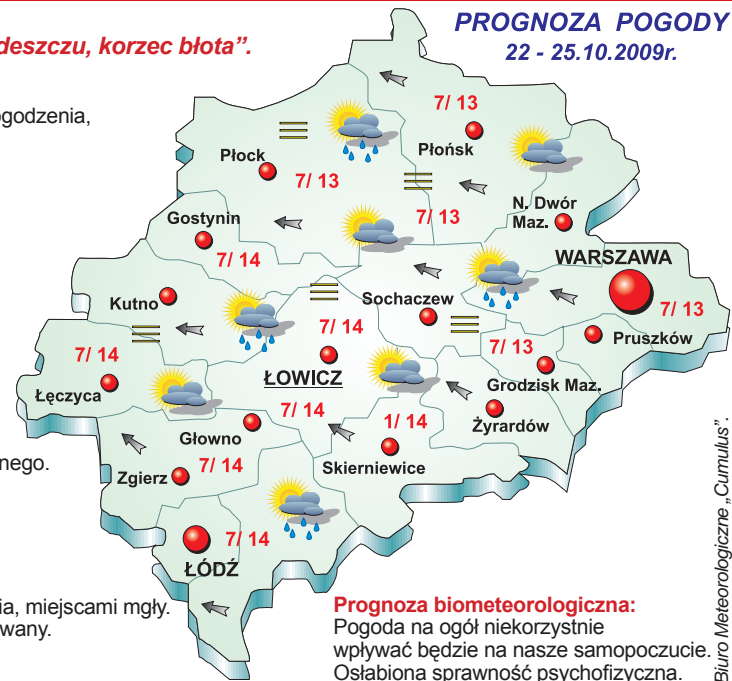 PROGNOZA POGODY
22 - 25.10.2009r.
deszczu, korzec błota”.
ogodzenia,
7/ 13
Płońsk
Płock
7/ 13
7/ 13
N. Dwór
Maz.
Gostynin
7/ 14
WARSZAWA
7/ 13
Kutno
Sochaczew
7/ 14
Pruszków
7/ 14
7/ 13
Łęczyca
ŁOWICZ
Grodzisk Maz.
7/ 14
1/ 14
Żyrardów
Głowno
nego.
Zgierz
7/ 14
Skierniewice
7/ 14
ŁÓDŹ
ia, miejscami mgły.
wany.
Prognoza biometeorologiczna:
Pogoda na ogół niekorzystnie
wpływać będzie na nasze samopoczucie.
Osłabiona sprawność psychofizyczna.
Biuro Meteorologiczne „Cumulus”.